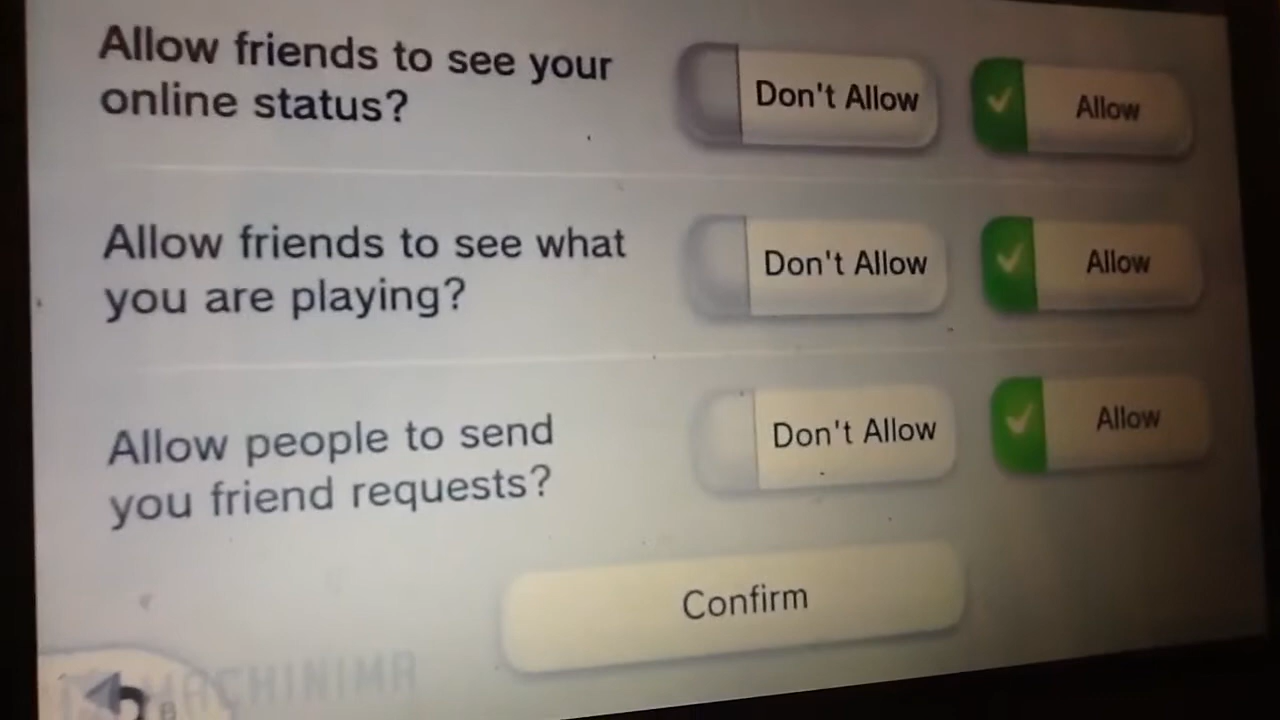 Allow friends to see your
online status?
Don't Allow
Allow
Allow friends to see what
you are playing?
Don't Allow
Allow
Allow people to send
you friend requests?
Don't Allow
Allow
Confirm
MACHINIMA
B